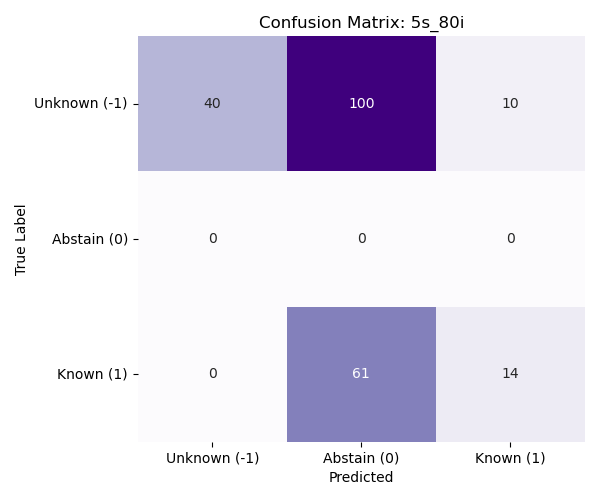 Confusion Matrix: 5s_80i
True Label
Unknown (-1) 40 100 10
Abstain (0) 0 0 0
Known (1) 0 61 14
Unknown (-1) Abstain (0) Known (1)
Predicted